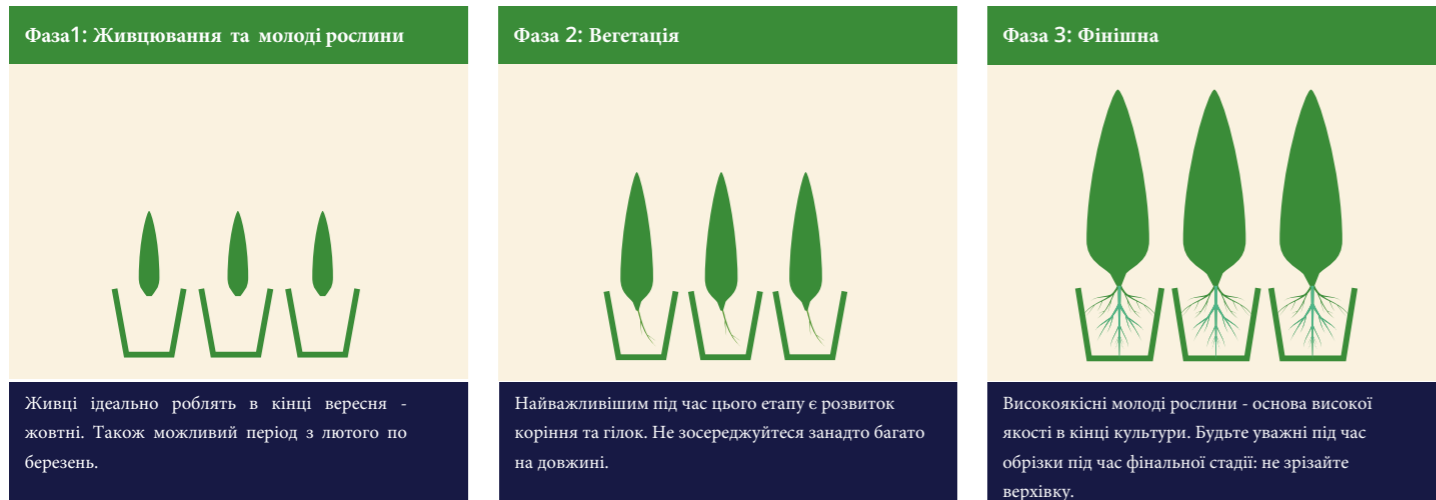 Фаза1: Живцювання та молоді рослини
Живці ідеально роблять в кінці вересня -
жовтні. Також можливий період з лютого по
березень.
Фаза 2: Вегетація
Найважливішим під час цього етапу є розвиток
коріння та гілок. Не зосереджуйтеся занадто багато
на довжині.
Фаза 3: Фінішна
Високоякісні молоді рослини - основа високої
якості в кінці культури. Будьте уважні під час
обрізки під час фінальної стадії: не зрізайте
верхівку.